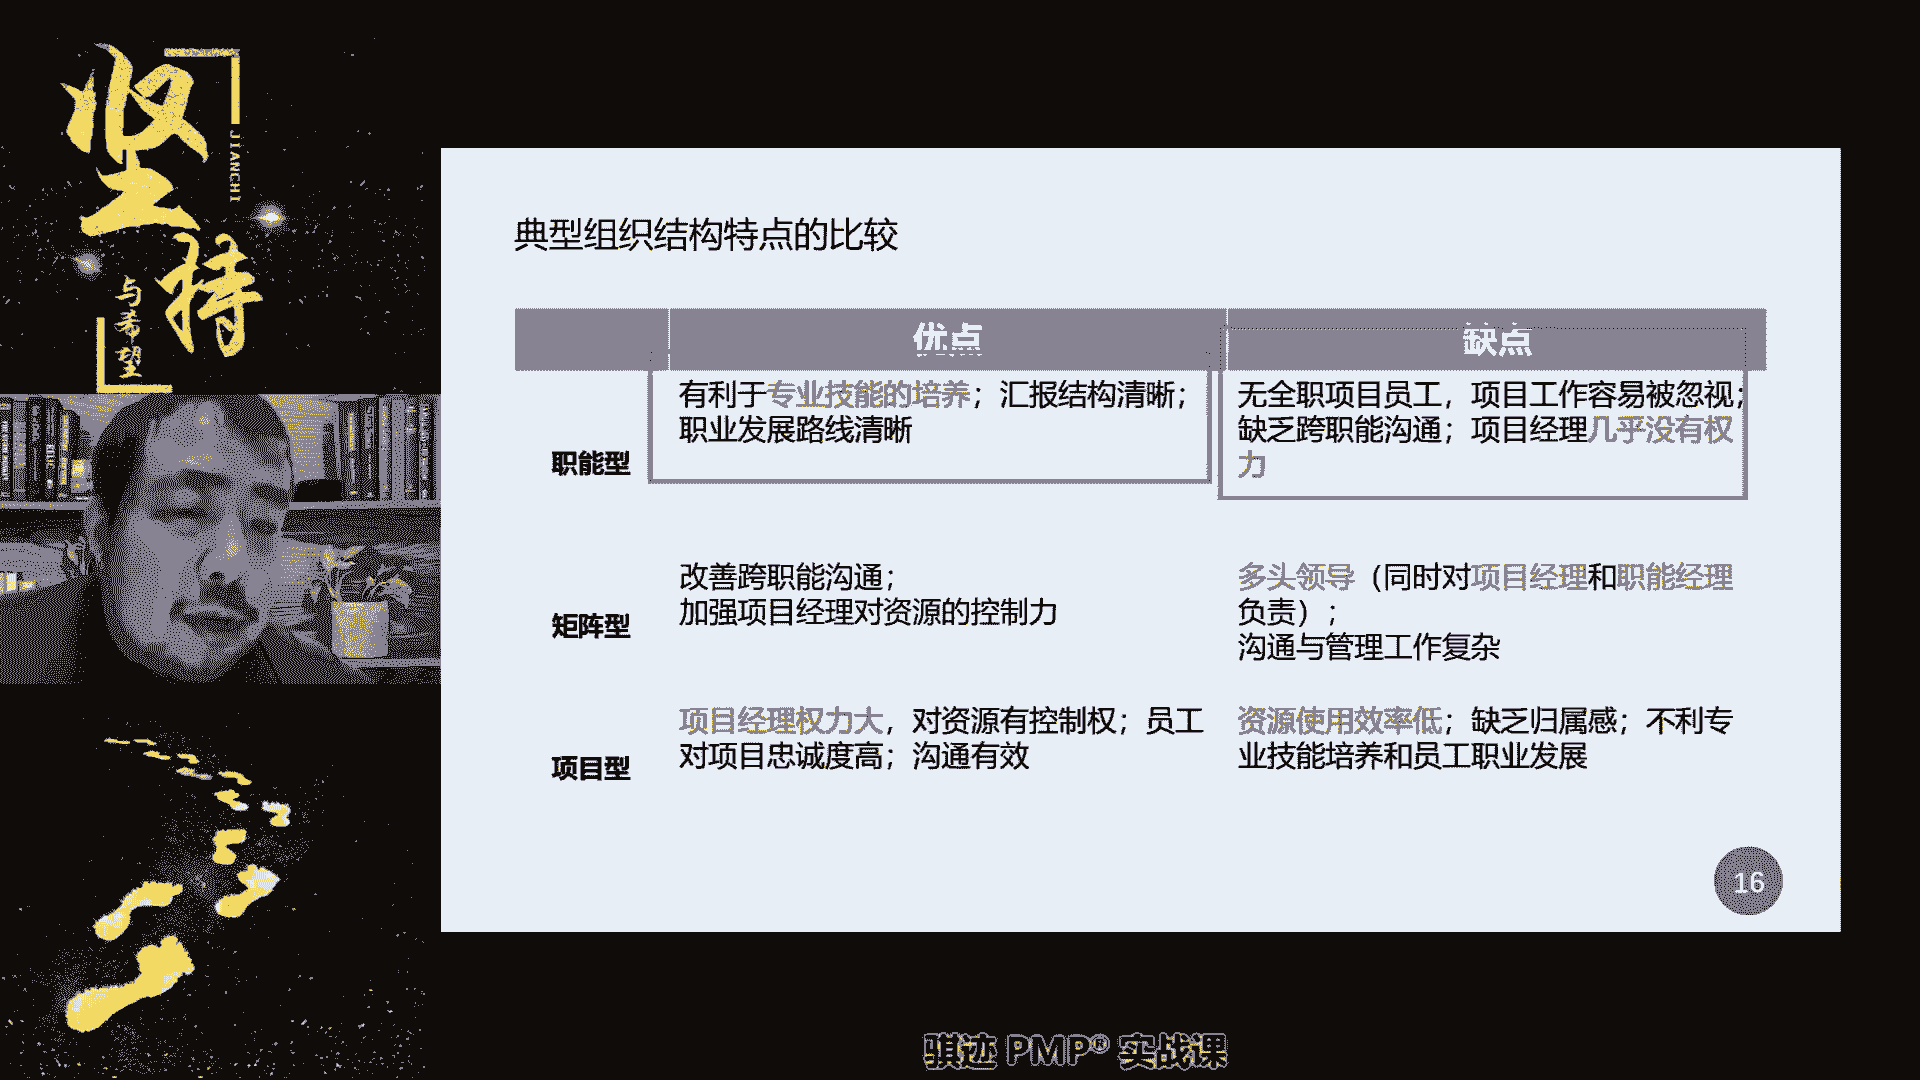 坚持
JIANCHI
与希望
典型组织结构特点的比较
优点
缺点
职能型
有利于专业技能的培养；汇报结构清晰；
职业发展路线清晰
无全职项目员工，项目工作容易被忽视；
缺乏跨职能沟通；项目经理几乎没有权
力
矩阵型
改善跨职能沟通；
加强项目经理对资源的控制力
多头领导（同时对项目经理和职能经理
负责）；
沟通与管理工作复杂
项目型
项目经理权力大，对资源有控制权；员工
对项目忠诚度高；沟通有效
资源使用效率低；缺乏归属感；不利专
业技能培养和员工职业发展
16
骐迹 PMP® 实战课